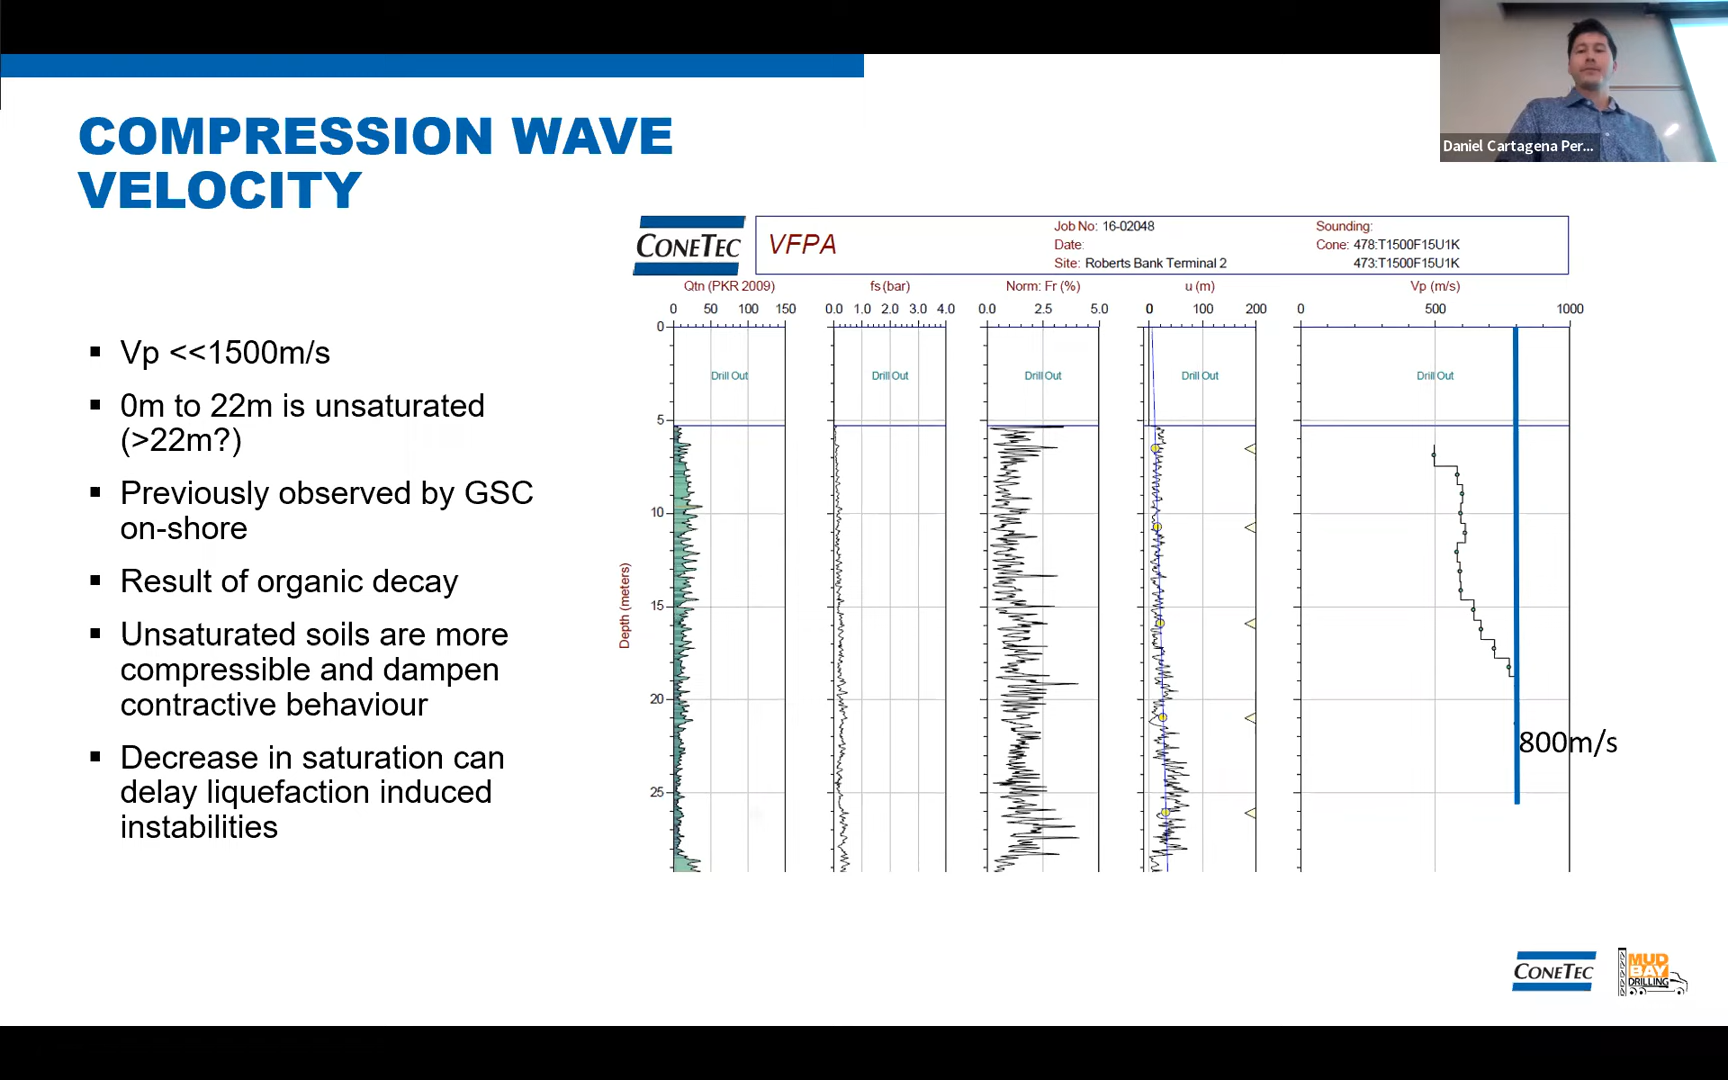 Daniel Cartagena Per...
COMPRESSION WAVE
VELOCITY
▪ Vp <<1500m/s
▪ 0m to 22m is unsaturated
(>22m?)
▪ Previously observed by GSC
on-shore
▪ Result of organic decay
▪ Unsaturated soils are more
compressible and dampen
contractive behaviour
▪ Decrease in saturation can
delay liquefaction induced
instabilities
CONETEC
VFPA
Job No: 16-02048
Date:
Site: Roberts Bank Terminal 2
Sounding:
Cone: 478:T1500F15U1K
473:T1500F15U1K
Qtn (PKR 2009) fs (bar) Norm: Fr (%) u (m) Vp (m/s)
0 50 100 150 0.0 1.0 2.0 3.0 4.0 0.0 2.5 5.0 0 100 200 0 500 1000
0
Drill Out Drill Out Drill Out Drill Out Drill Out
5
10
15
20
25
Depth (meters)
800m/s
CONETEC
MUD
BAY
DRILLING